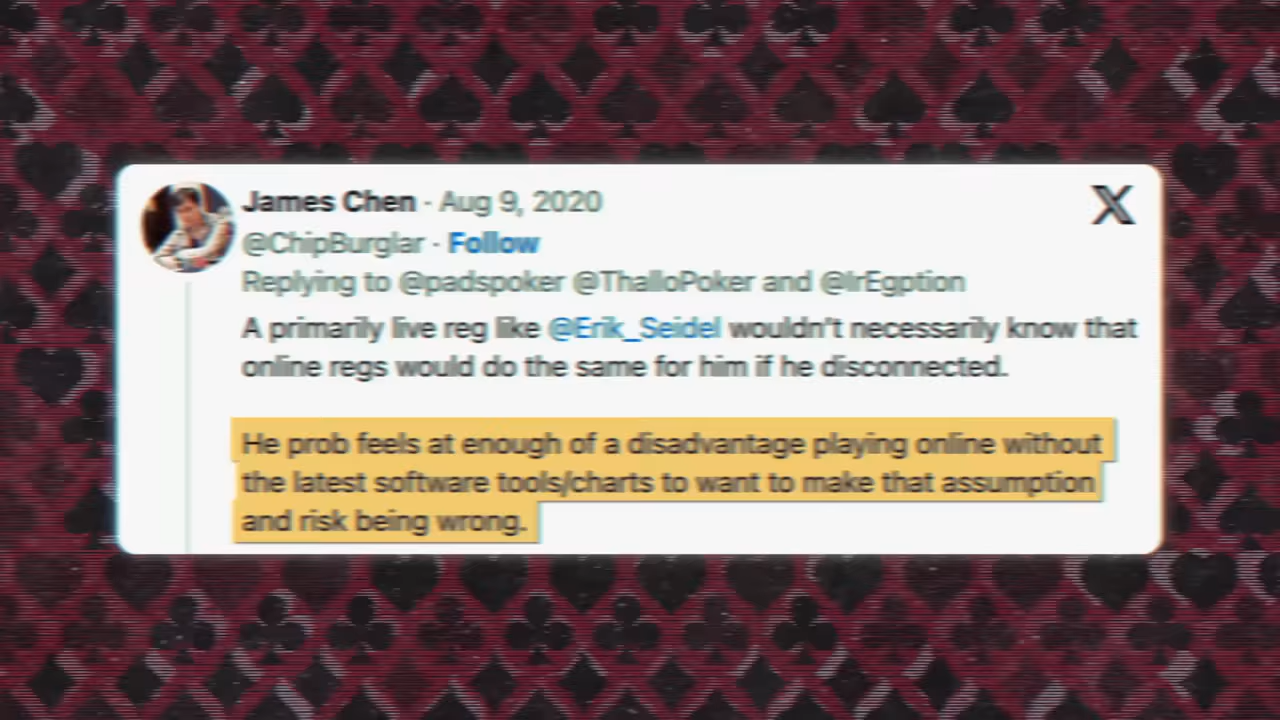 James Chen · Aug 9, 2020
@ChipBurglar · Follow
Replying to @padspoker @ThalloPoker and @IrEgption
A primarily live reg like @Erik_Seidel wouldn't necessarily know that
online regs would do the same for him if he disconnected.
He prob feels at enough of a disadvantage playing online without
the latest software tools/charts to want to make that assumption
and risk being wrong.